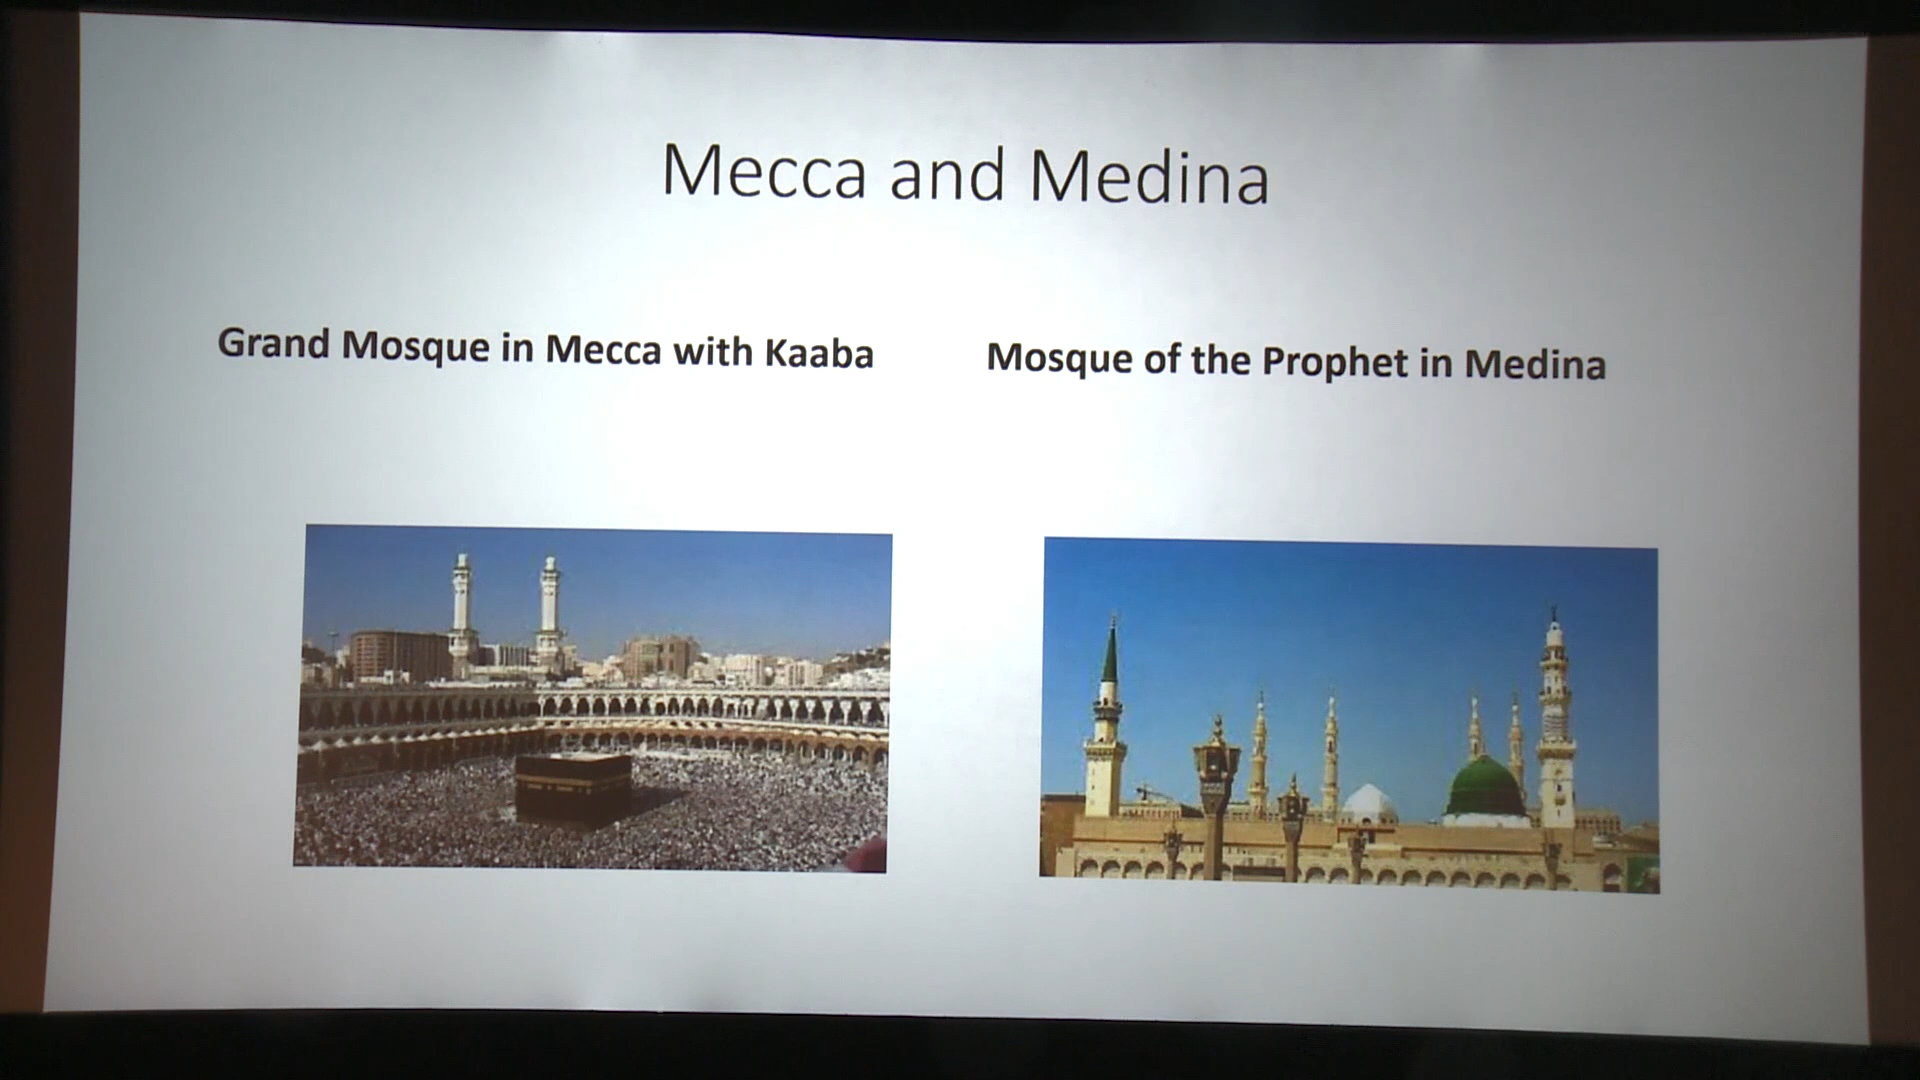 Mecca and Medina
Grand Mosque in Mecca with Kaaba
Mosque of the Prophet in Medina